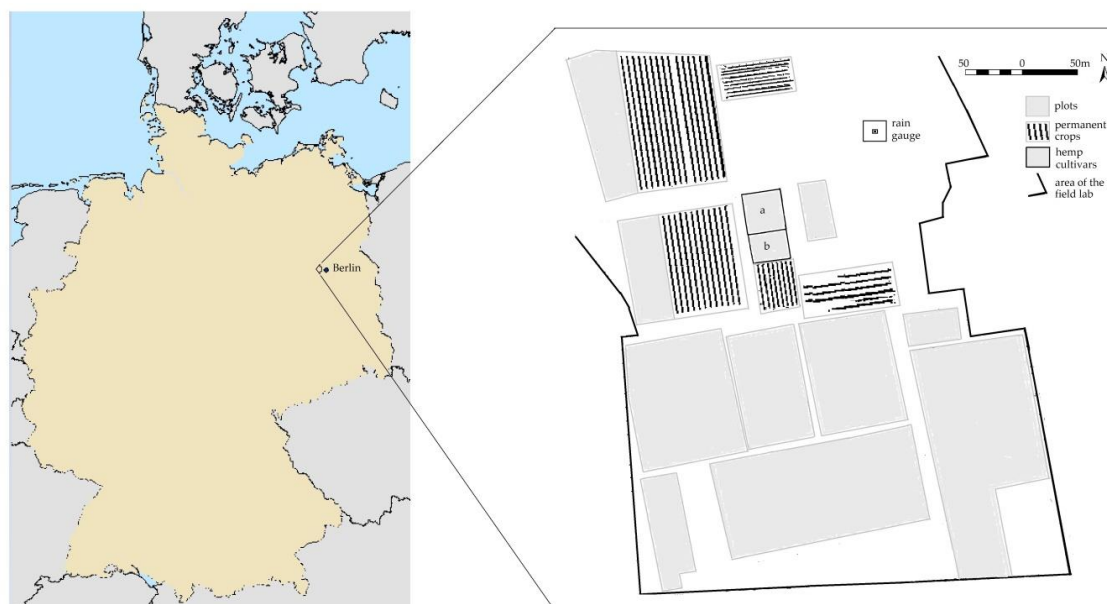 Berlin
N
50 0 50m
plots
permanent
crops
hemp
cultivars
area of the
field lab
rain
gauge
a
b